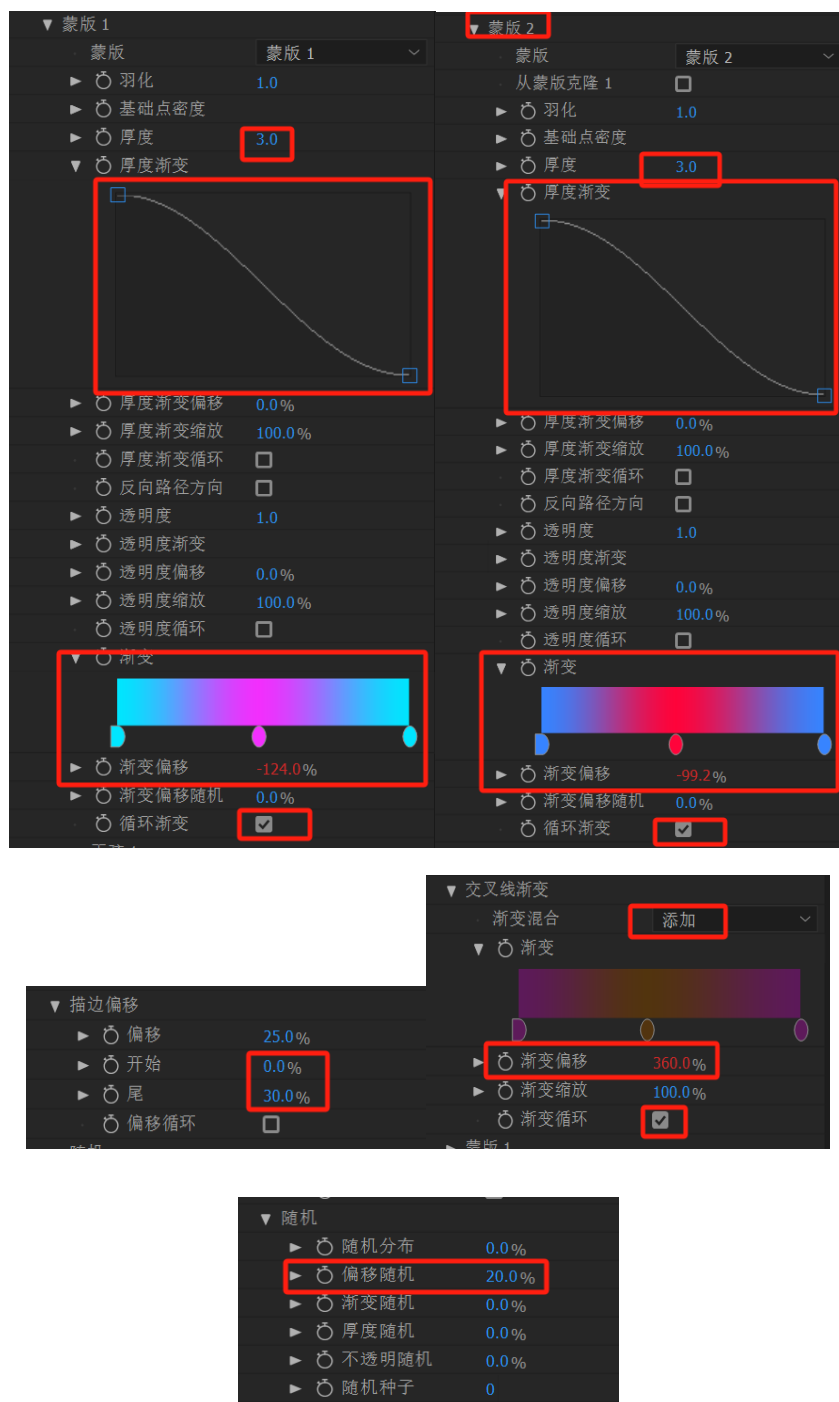 蒙版 1
蒙版 蒙版 1
羽化 1.0
基础点密度
厚度 3.0
厚度渐变
厚度渐变偏移 0.0%
厚度渐变缩放 100.0%
厚度渐变循环
反向路径方向
透明度 1.0
透明度渐变
透明度偏移 0.0%
透明度缩放 100.0%
透明度循环
渐变
渐变偏移 -124.0%
渐变偏移随机 0.0%
循环渐变
蒙版 2
蒙版 蒙版 2
从蒙版克隆 1
羽化 1.0
基础点密度
厚度 3.0
厚度渐变
厚度渐变偏移 0.0%
厚度渐变缩放 100.0%
厚度渐变循环
反向路径方向
透明度 1.0
透明度渐变
透明度偏移 0.0%
透明度缩放 100.0%
透明度循环
渐变
渐变偏移 -99.2%
渐变偏移随机 0.0%
循环渐变
描边偏移
偏移 25.0%
开始 0.0%
尾 30.0%
偏移循环
交叉线渐变
渐变混合 添加
渐变
渐变偏移 360.0%
渐变缩放 100.0%
渐变循环
蒙版 1
随机
随机分布 0.0%
偏移随机 20.0%
渐变随机 0.0%
厚度随机 0.0%
不透明随机 0.0%
随机种子 0